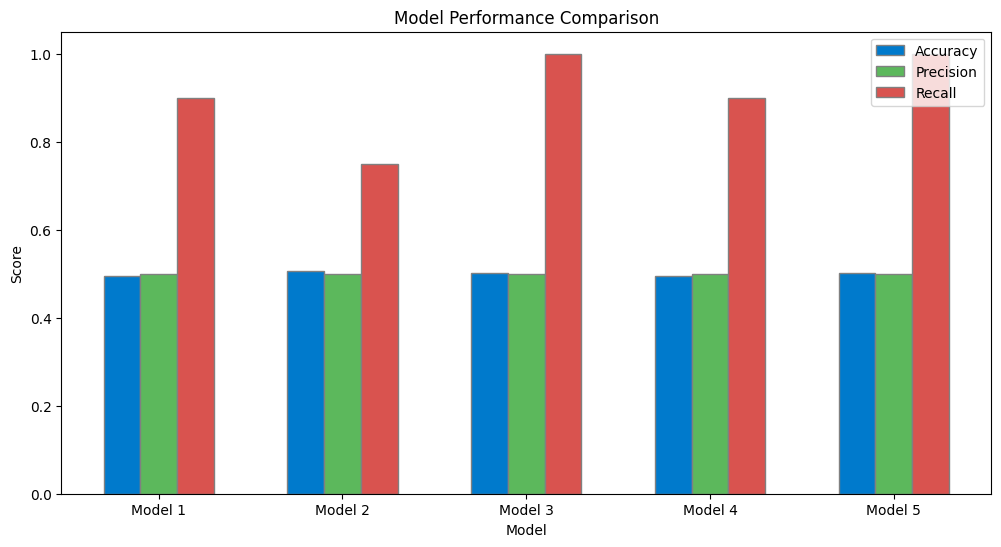 Model Performance Comparison
Accuracy
Precision
Recall
Score
1.0
0.8
0.6
0.4
0.2
0.0
Model 1 Model 2 Model 3 Model 4 Model 5
Model